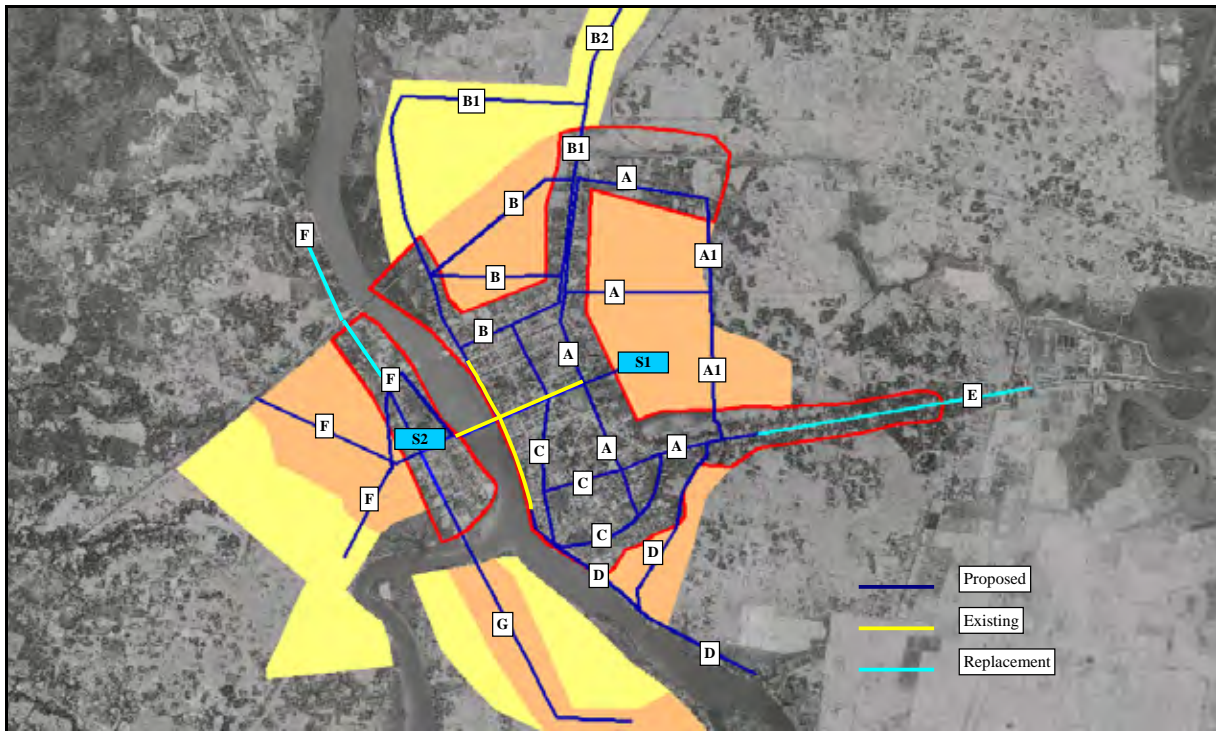 B2
B1
B1
A
B
F
A1
B
A
B
A
S1
A1
F
E
F
S2
C
A
A
C
F
C
D
D
G
D
Proposed
Existing
Replacement